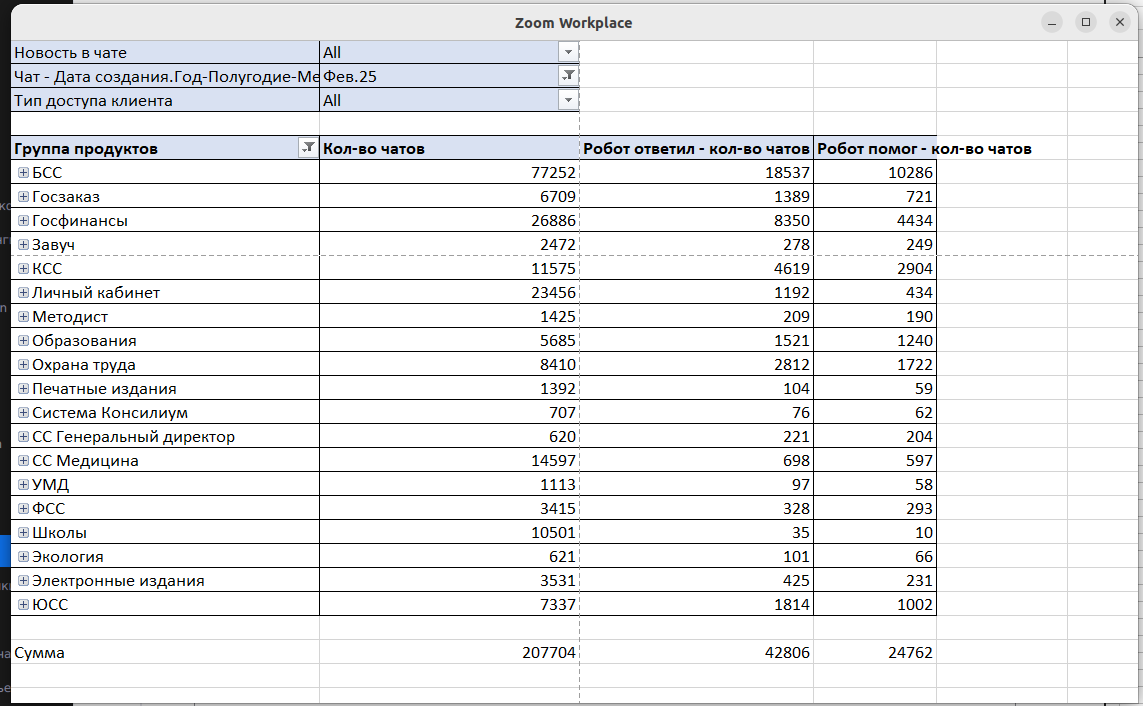 Zoom Workplace
Новость в чате All
Чат - Дата создания.Год-Полугодие-Ме Фев.25
Тип доступа клиента All
Группа продуктов Кол-во чатов Робот ответил - кол-во чатов Робот помог - кол-во чатов
БСС 77252 18537 10286
Госзаказ 6709 1389 721
Госфинансы 26886 8350 4434
Завуч 2472 278 249
КСС 11575 4619 2904
Личный кабинет 23456 1192 434
Методист 1425 209 190
Образования 5685 1521 1240
Охрана труда 8410 2812 1722
Печатные издания 1392 104 59
Система Консилиум 707 76 62
СС Генеральный директор 620 221 204
СС Медицина 14597 698 597
УМД 1113 97 58
ФСС 3415 328 293
Школы 10501 35 10
Экология 621 101 66
Электронные издания 3531 425 231
ЮСС 7337 1814 1002
Сумма 207704 42806 24762